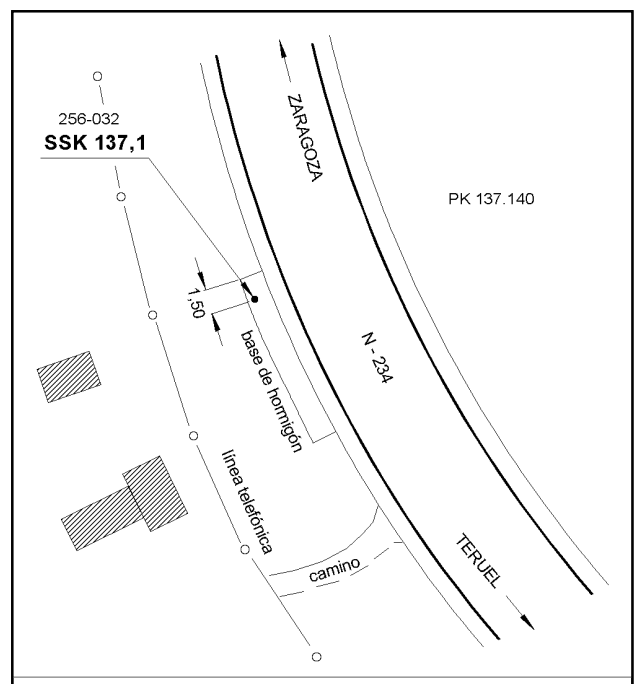 256-032
SSK 137,1
ZARAGOZA
PK 137.140
1,50
base de hormigón
N - 234
línea telefónica
camino
TERUEL